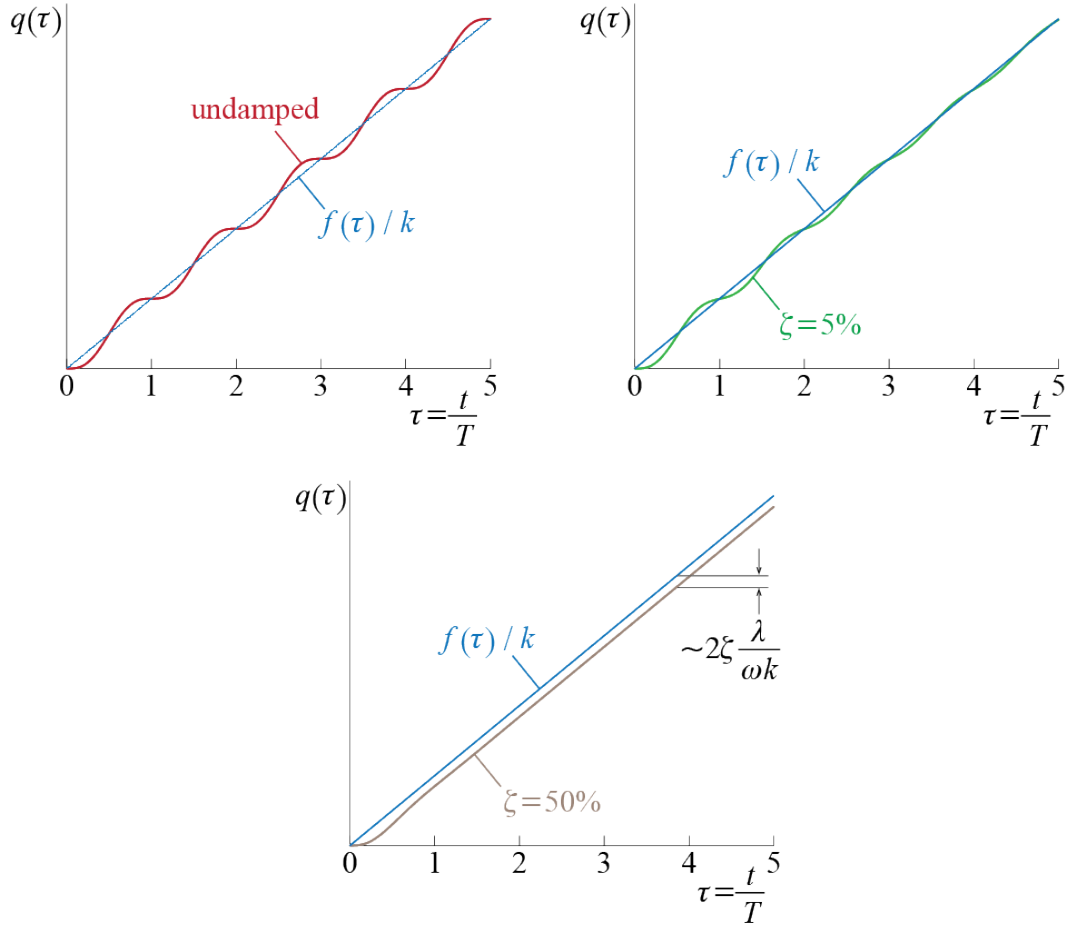 q(τ)
undamped
f(τ) / k
0 1 2 3 4 5
τ = t/T
q(τ)
f(τ) / k
ζ = 5%
0 1 2 3 4 5
τ = t/T
q(τ)
f(τ) / k
~2ζ λ/ωk
ζ = 50%
0 1 2 3 4 5
τ = t/T